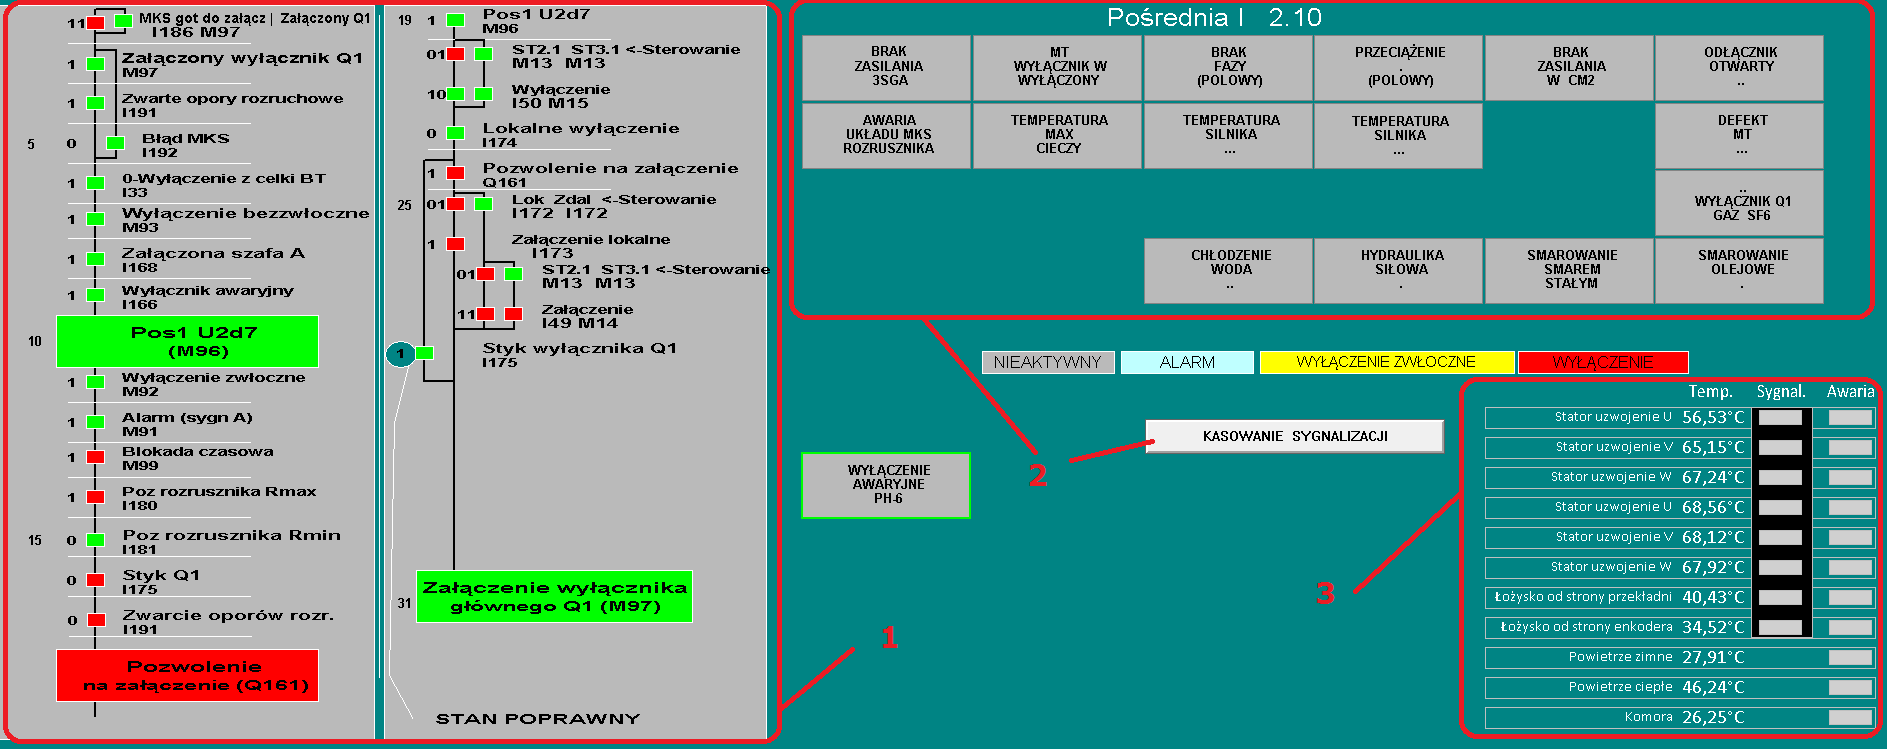 11 MKS got do załącz | Załączony Q1
I186 M97
1 Załączony wyłącznik Q1
M97
1 Zwarte opory rozruchowe
I191
5 0 Błąd MKS
I192
1 0-Wyłączenie z celki BT
I33
1 Wyłączenie bezzwłoczne
M93
1 Załączona szafa A
I168
1 Wyłącznik awaryjny
I166
10 Pos1 U2d7
(M96)
1 Wyłączenie zwłoczne
M92
1 Alarm (sygn A)
M91
1 Blokada czasowa
M99
1 Poz rozrusznika Rmax
I180
15 0 Poz rozrusznika Rmin
I181
0 Styk Q1
I175
0 Zwarcie oporów rozr.
I191
Pozwolenie
na załączenie (Q161)
19 1 Pos1 U2d7
M96
01 ST2.1 ST3.1 <-Sterowanie
M13 M13
10 Wyłączenie
I50 M15
0 Lokalne wyłączenie
I174
1 Pozwolenie na załączenie
Q161
25 01 Lok Zdal <-Sterowanie
I172 I172
1 Załączenie lokalne
I173
01 ST2.1 ST3.1 <-Sterowanie
M13 M13
11 Załączenie
I49 M14
1 Styk wyłącznika Q1
I175
31 Załączenie wyłącznika
głównego Q1 (M97)
STAN POPRAWNY
1
Pośrednia I 2.10
BRAK
ZASILANIA
3SGA
MT
WYŁĄCZNIK W
WYŁĄCZONY
BRAK
FAZY
(POLOWY)
PRZECIĄŻENIE
.
(POLOWY)
BRAK
ZASILANIA
W CM2
ODŁĄCZNIK
OTWARTY
..
AWARIA
UKŁADU MKS
ROZRUSZNIKA
TEMPERATURA
MAX
CIECZY
TEMPERATURA
SILNIKA
...
TEMPERATURA
SILNIKA
...
DEFEKT
MT
...
..
WYŁĄCZNIK Q1
GAZ SF6
CHŁODZENIE
WODA
..
HYDRAULIKA
SIŁOWA
.
SMAROWANIE
SMAREM
STAŁYM
SMAROWANIE
OLEJOWE
.
NIEAKTYWNY ALARM WYŁĄCZENIE ZWŁOCZNE WYŁĄCZENIE
KASOWANIE SYGNALIZACJI
2
WYŁĄCZENIE
AWARYJNE
PH-6
3
Temp. Sygnal. Awaria
Stator uzwojenie U 56,53°C
Stator uzwojenie V 65,15°C
Stator uzwojenie W 67,24°C
Stator uzwojenie U 68,56°C
Stator uzwojenie V 68,12°C
Stator uzwojenie W 67,92°C
Łożysko od strony przekładni 40,43°C
Łożysko od strony enkodera 34,52°C
Powietrze zimne 27,91°C
Powietrze ciepłe 46,24°C
Komora 26,25°C